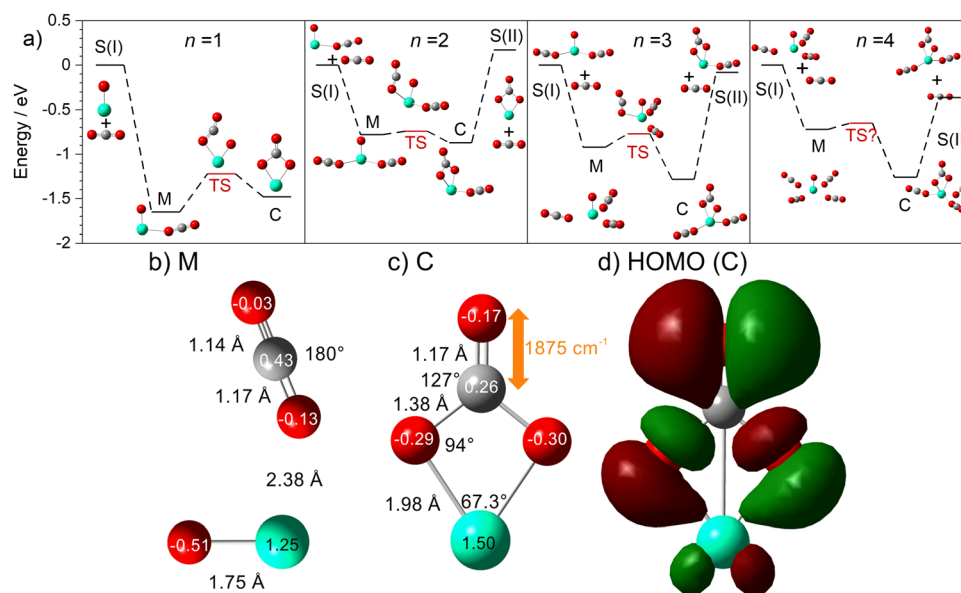 a)
Energy / eV
0.5
0
-0.5
-1
-1.5
-2
n =1
S(I)
+
M
TS
C
n =2
S(II)
+
S(I)
M
TS
C
+
n =3
S(I)
+
+
S(II)
M
TS
C
n =4
S(I)
+
+
M
TS?
C
b) M
c) C
d) HOMO (C)
-0.03
1.14 Å
0.43
180°
1.17 Å
-0.13
2.38 Å
-0.51
1.25
1.75 Å
-0.17
1.17 Å
1875 cm⁻¹
127°
0.26
1.38 Å
-0.29
94°
-0.30
1.98 Å
67.3°
1.50